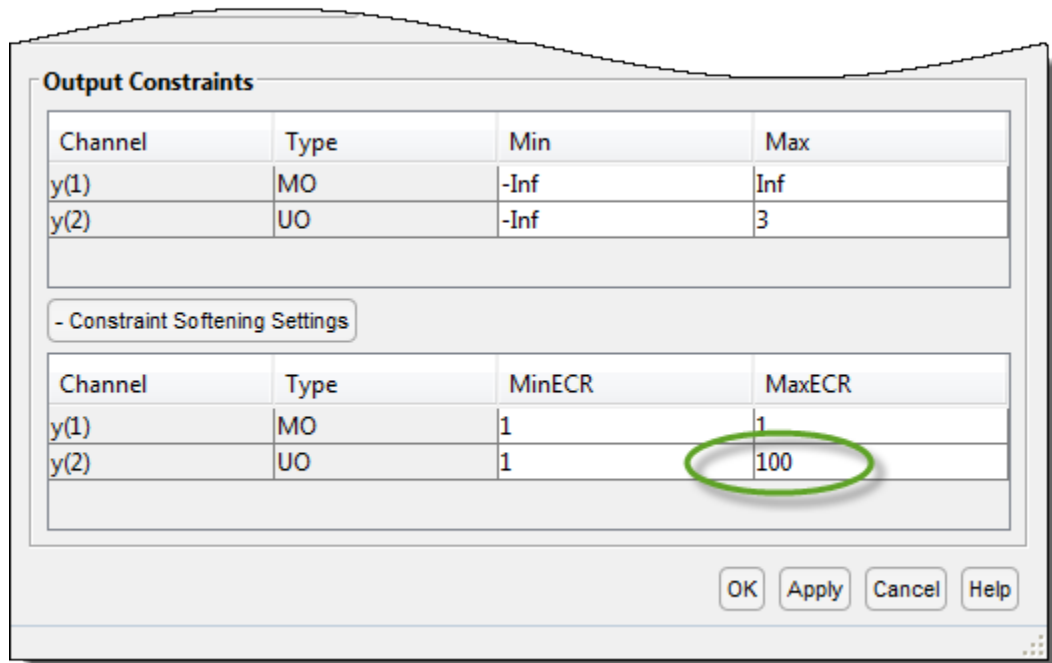 Output Constraints
Channel Type Min Max
y(1) MO -Inf Inf
y(2) UO -Inf 3
- Constraint Softening Settings
Channel Type MinECR MaxECR
y(1) MO 1 1
y(2) UO 1 100
OK Apply Cancel Help